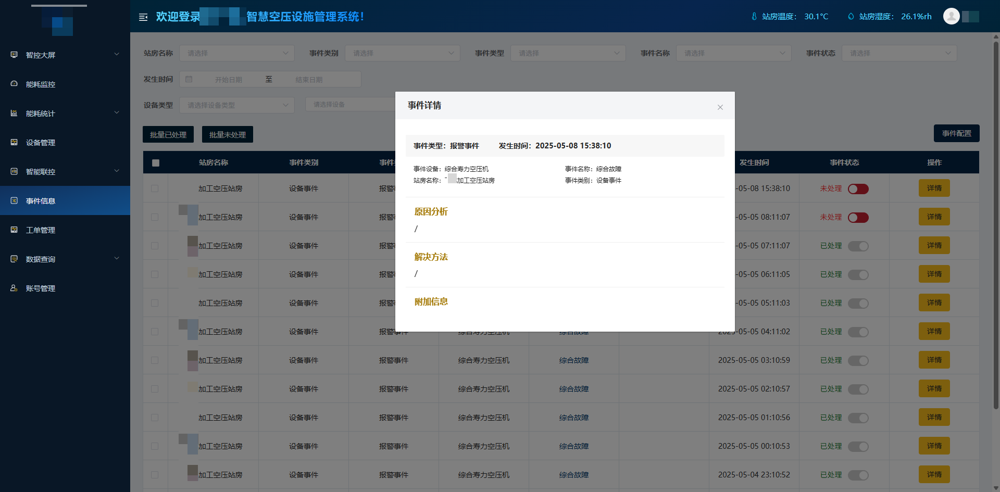 欢迎登录 智慧空压设施管理系统！
站房温度： 30.1°C 站房湿度： 26.1%rh
智控大屏
能耗监控
能耗统计
设备管理
智能联控
事件信息
工单管理
数据查询
账号管理
站房名称 请选择 事件类别 请选择 事件类型 请选择 事件名称 请选择 事件状态 请选择
发生时间 开始日期 至 结束日期
设备类型 请选择设备类型 请选择设备
批量已处理 批量未处理 事件配置
站房名称 事件类别 发生时间 事件状态 操作
加工空压站房 设备事件 报警 -05-08 15:38:10 未处理 详情
加工空压站房 设备事件 报警 -05-05 08:11:07 未处理 详情
加工空压站房 设备事件 报警 -05-05 07:11:07 已处理 详情
加工空压站房 设备事件 报警 -05-05 06:11:05 已处理 详情
加工空压站房 设备事件 报警 -05-05 05:11:03 已处理 详情
加工空压站房 设备事件 报警事件 综合寿力空压机 综合故障 2025-05-05 04:11:02 已处理 详情
加工空压站房 设备事件 报警事件 综合寿力空压机 综合故障 2025-05-05 03:10:59 已处理 详情
加工空压站房 设备事件 报警事件 综合寿力空压机 综合故障 2025-05-05 02:10:57 已处理 详情
加工空压站房 设备事件 报警事件 综合寿力空压机 综合故障 2025-05-05 01:10:56 已处理 详情
加工空压站房 设备事件 报警事件 综合寿力空压机 综合故障 2025-05-05 00:10:53 已处理 详情
加工空压站房 设备事件 报警事件 综合寿力空压机 综合故障 2025-05-04 23:10:52 已处理 详情
事件详情
事件类型：报警事件 发生时间：2025-05-08 15:38:10
事件设备：综合寿力空压机 事件名称：综合故障
站房名称： 加工空压站房 事件类别：设备事件
原因分析
/
解决方法
/
附加信息